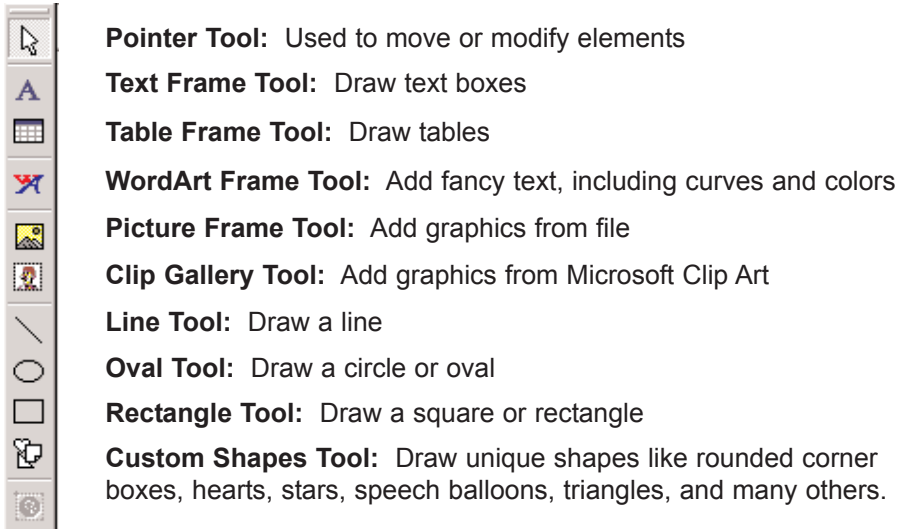 Pointer Tool: Used to move or modify elements
Text Frame Tool: Draw text boxes
Table Frame Tool: Draw tables
WordArt Frame Tool: Add fancy text, including curves and colors
Picture Frame Tool: Add graphics from file
Clip Gallery Tool: Add graphics from Microsoft Clip Art
Line Tool: Draw a line
Oval Tool: Draw a circle or oval
Rectangle Tool: Draw a square or rectangle
Custom Shapes Tool: Draw unique shapes like rounded corner
boxes, hearts, stars, speech balloons, triangles, and many others.